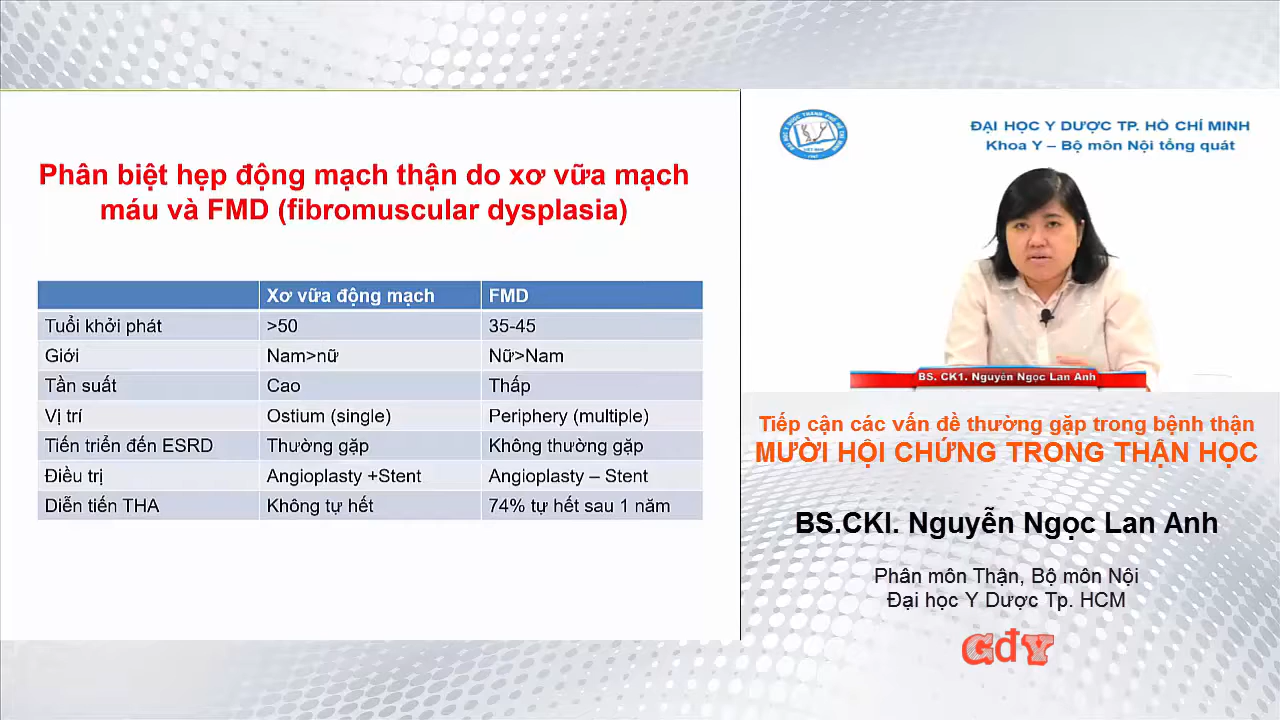 Phân biệt hẹp động mạch thận do xơ vữa mạch
máu và FMD (fibromuscular dysplasia)
Xơ vữa động mạch FMD
Tuổi khởi phát >50 35-45
Giới Nam>nữ Nữ>Nam
Tần suất Cao Thấp
Vị trí Ostium (single) Periphery (multiple)
Tiến triển đến ESRD Thường gặp Không thường gặp
Điều trị Angioplasty +Stent Angioplasty – Stent
Diễn tiến THA Không tự hết 74% tự hết sau 1 năm
ĐẠI HỌC Y DƯỢC TP. HỒ CHÍ MINH
Khoa Y – Bộ môn Nội tổng quát
BS. CK1. Nguyễn Ngọc Lan Anh
Tiếp cận các vấn đề thường gặp trong bệnh thận
MƯỜI HỘI CHỨNG TRONG THẬN HỌC
BS.CKI. Nguyễn Ngọc Lan Anh
Phân môn Thận, Bộ môn Nội
Đại học Y Dược Tp. HCM
GđY